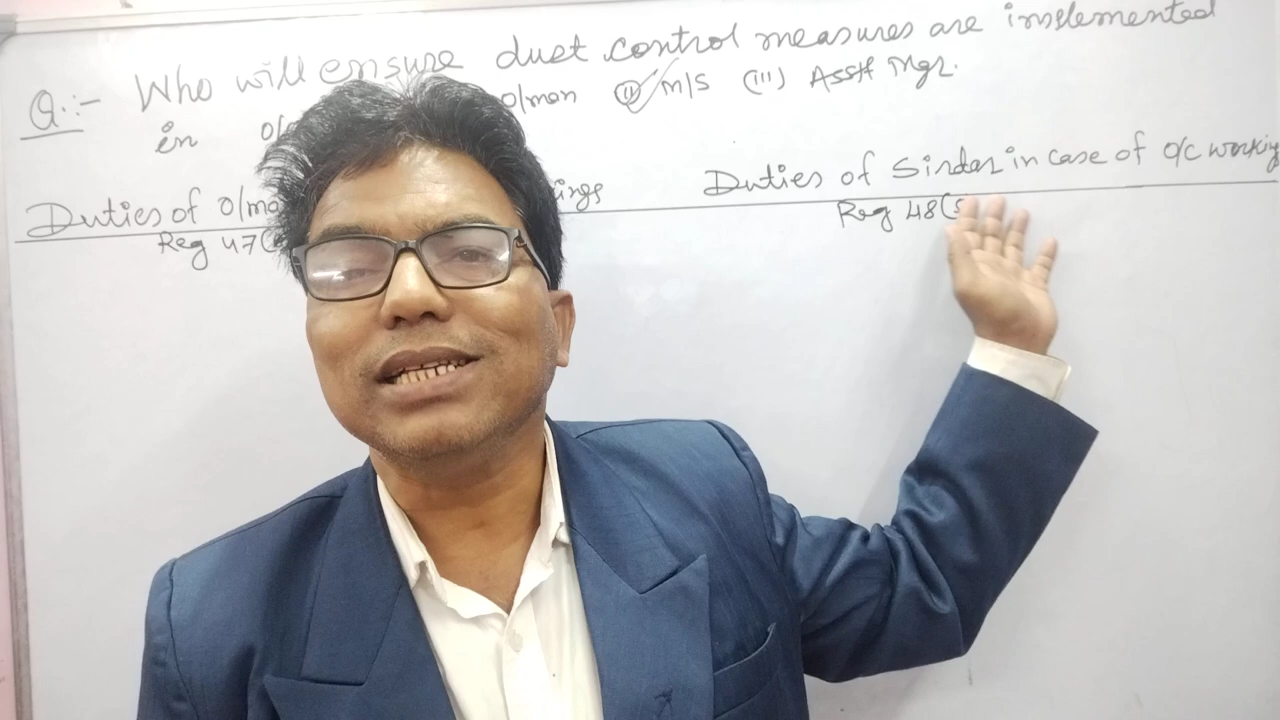 Q:- Who will ensure dust control measures are implemented
in o/man (ii) m/s (iii) Asstt Mgr.
Duties of
Reg 47(
Duties of Sirdar in case of o/c working
Reg 48(